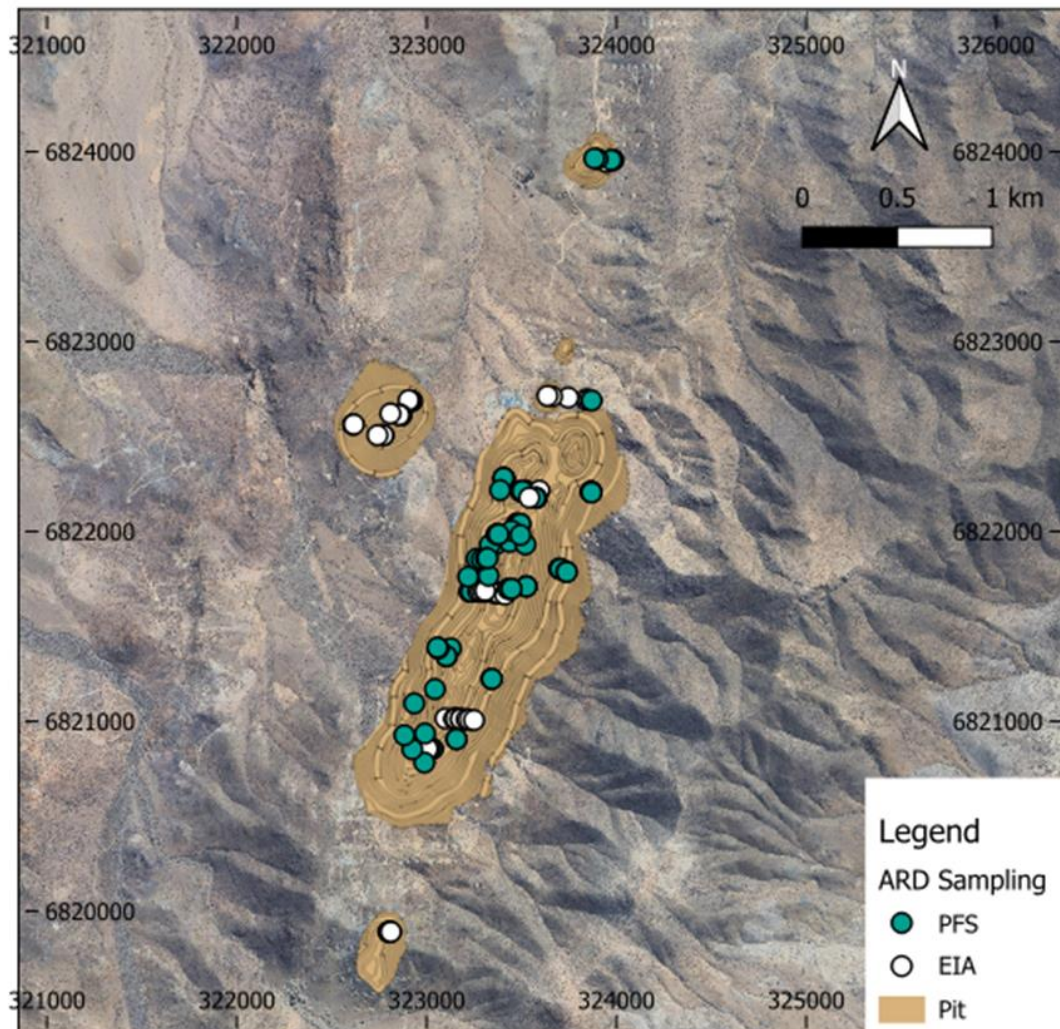 321000 322000 323000 324000 325000 326000
N
6824000 6824000
0 0.5 1 km
6823000 6823000
6822000 6822000
6821000 6821000
Legend
ARD Sampling
PFS
EIA
Pit
6820000
321000 322000 323000 324000 325000